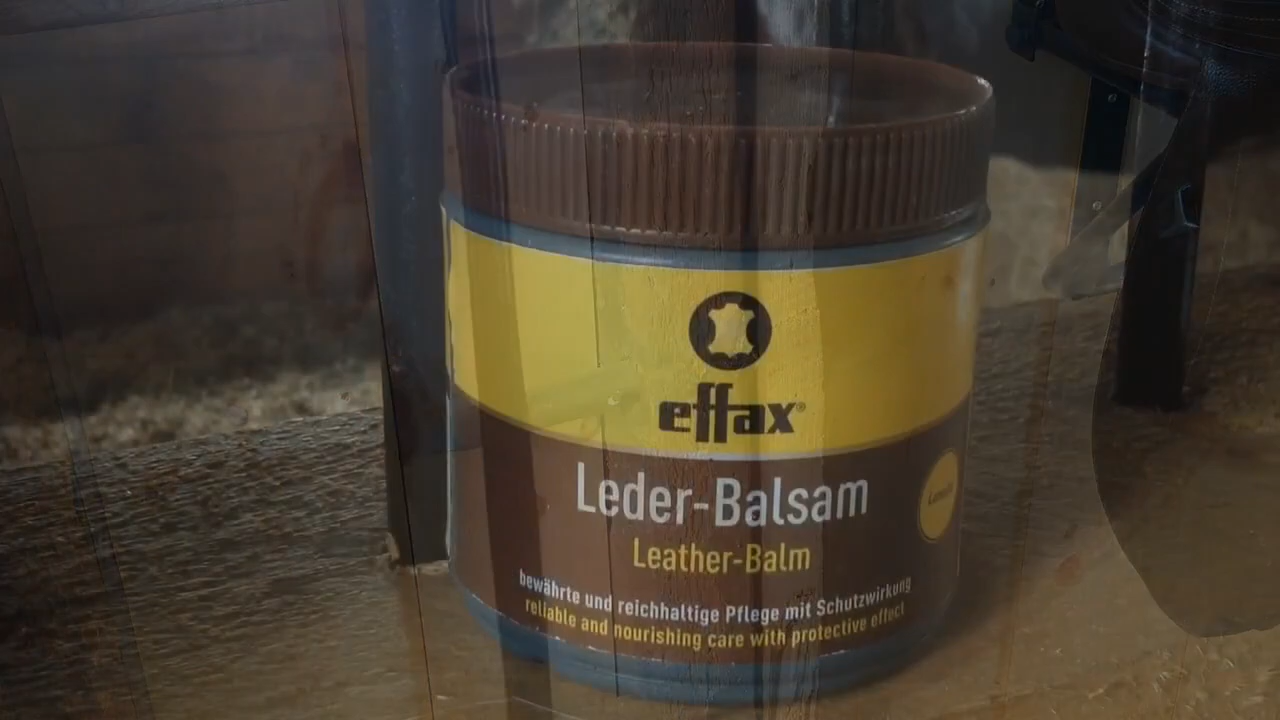 effax®
Leder-Balsam
Leather-Balm
bewährte und reichhaltige Pflege mit Schutzwirkung
reliable and nourishing care with protective effect